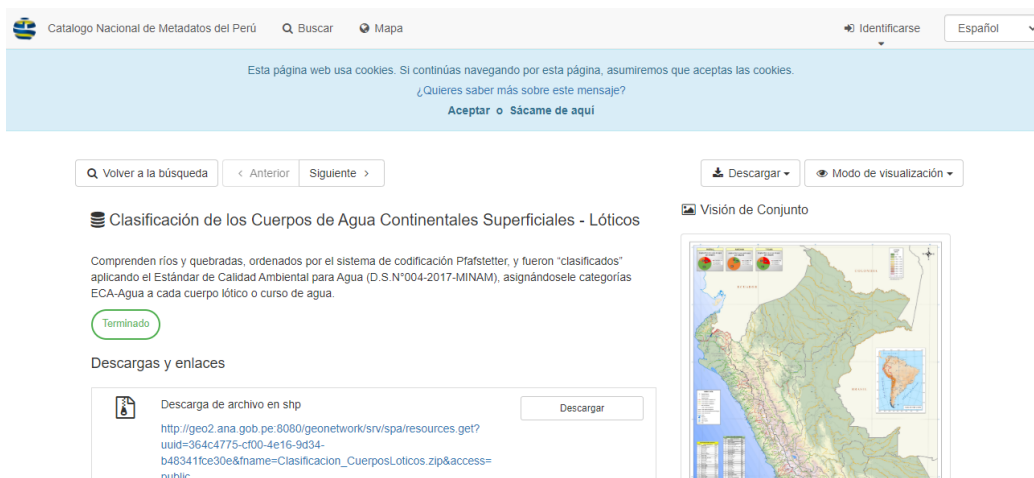 Catalogo Nacional de Metadatos del Perú Buscar Mapa Identificarse Español
Esta página web usa cookies. Si continúas navegando por esta página, asumiremos que aceptas las cookies.
¿Quieres saber más sobre este mensaje?
Aceptar o Sácame de aquí
Volver a la búsqueda < Anterior Siguiente > Descargar Modo de visualización
Clasificación de los Cuerpos de Agua Continentales Superficiales - Lóticos
Comprenden ríos y quebradas, ordenados por el sistema de codificación Pfafstetter, y fueron "clasificados"
aplicando el Estándar de Calidad Ambiental para Agua (D.S.N°004-2017-MINAM), asignándosele categorías
ECA-Agua a cada cuerpo lótico o curso de agua.
Terminado
Descargas y enlaces
Descarga de archivo en shp Descargar
http://geo2.ana.gob.pe:8080/geonetwork/srv/spa/resources.get?
uuid=364c4775-cf00-4e16-9d34-
b48341fce30e&fname=Clasificacion_CuerposLoticos.zip&access=
public
Visión de Conjunto